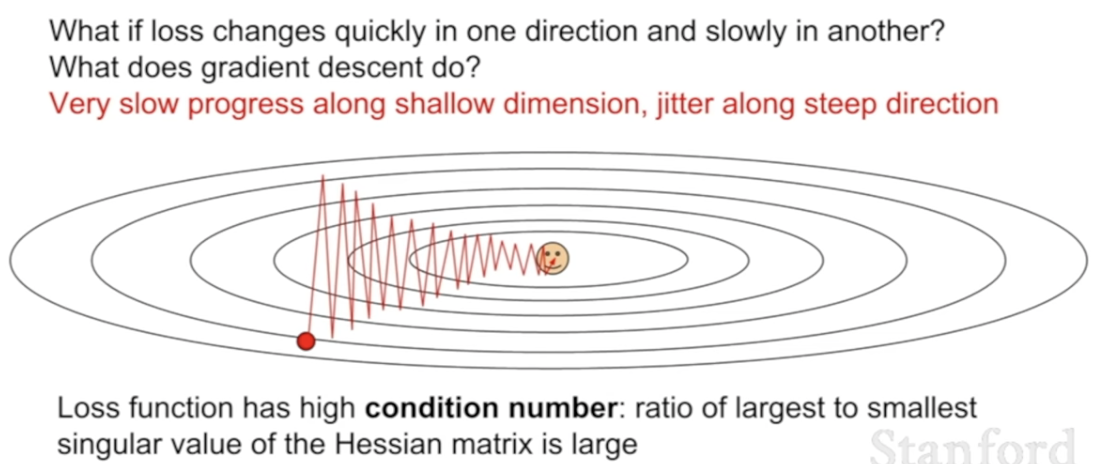 What if loss changes quickly in one direction and slowly in another?
What does gradient descent do?
Very slow progress along shallow dimension, jitter along steep direction
Loss function has high condition number: ratio of largest to smallest
singular value of the Hessian matrix is large
Stanford